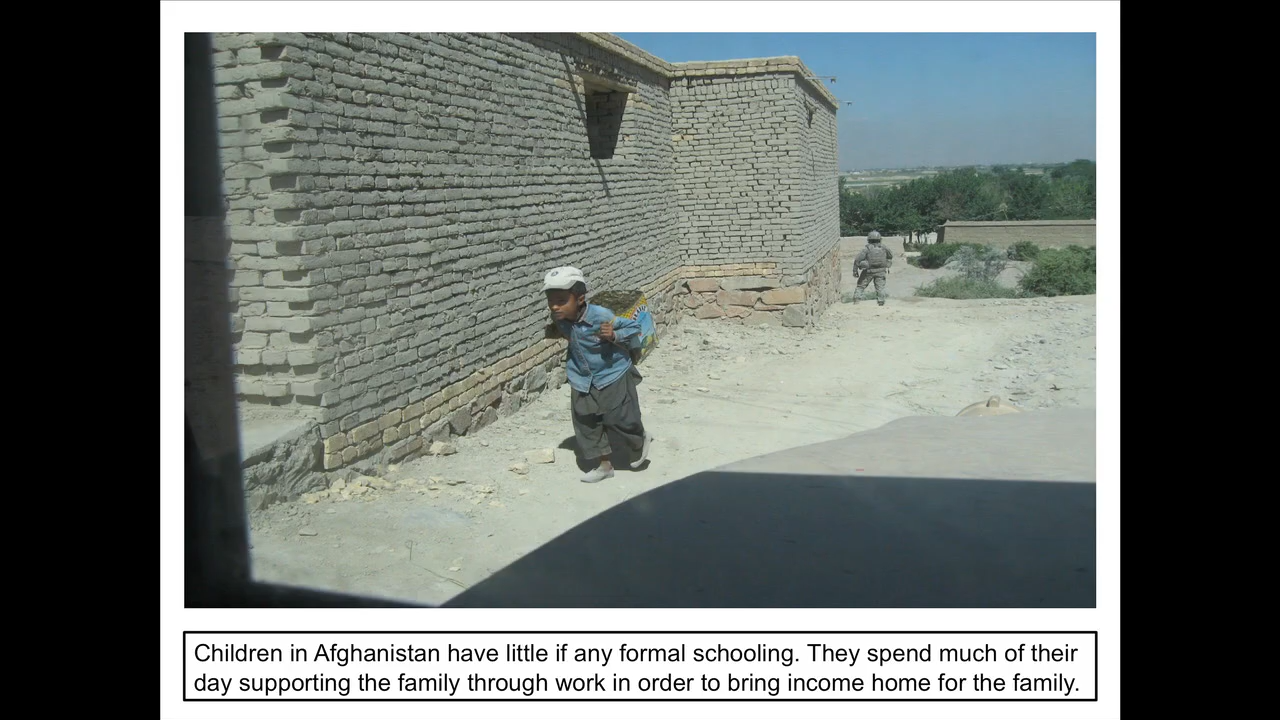 Children in Afghanistan have little if any formal schooling. They spend much of their
day supporting the family through work in order to bring income home for the family.